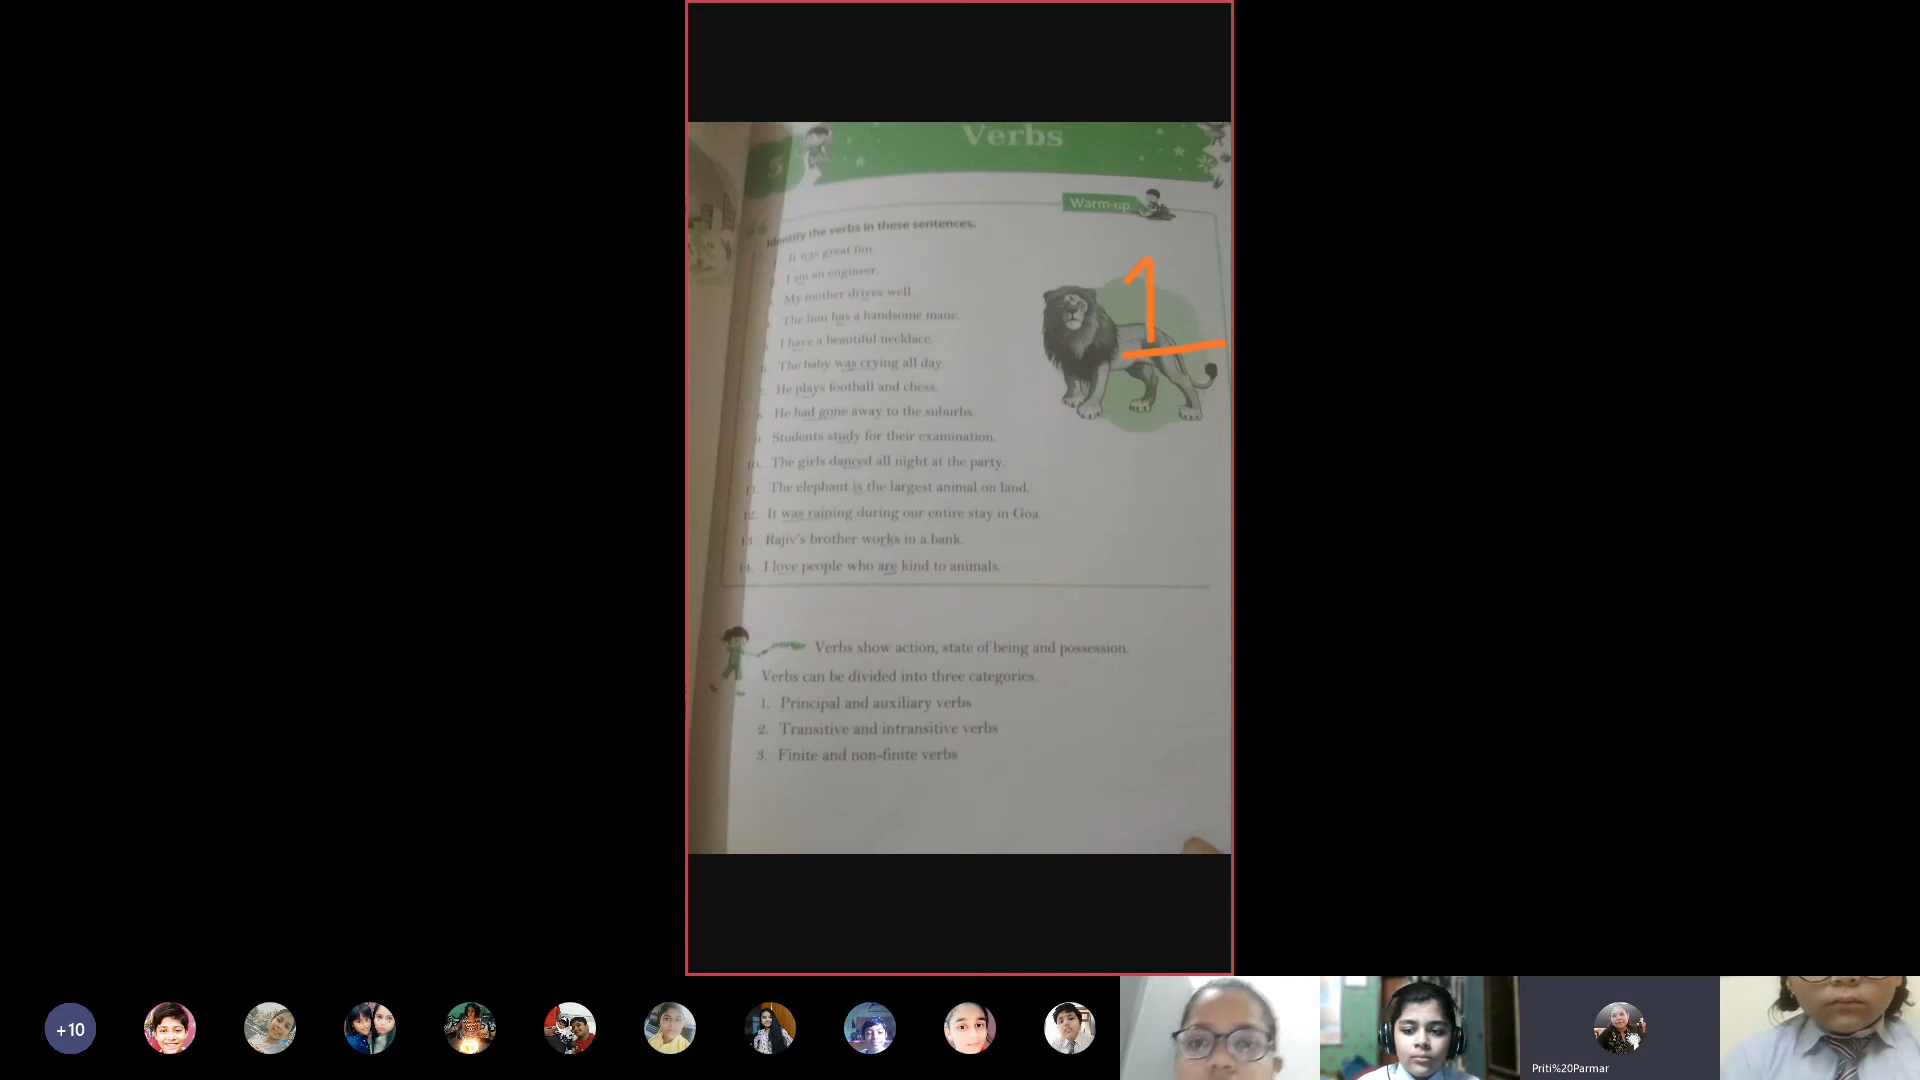 Verbs
5
Warm-up
Identify the verbs in these sentences.
It was great fun.
I am an engineer.
My mother drives well.
The lion has a handsome mane.
I have a beautiful necklace.
The baby was crying all day.
He plays football and chess.
He had gone away to the suburbs.
9. Students study for their examination.
10. The girls danced all night at the party.
11. The elephant is the largest animal on land.
12. It was raining during our entire stay in Goa.
13. Rajiv's brother works in a bank.
14. I love people who are kind to animals.
1
Verbs show action, state of being and possession.
Verbs can be divided into three categories.
1. Principal and auxiliary verbs
2. Transitive and intransitive verbs
3. Finite and non-finite verbs
+10
Priti%20Parmar